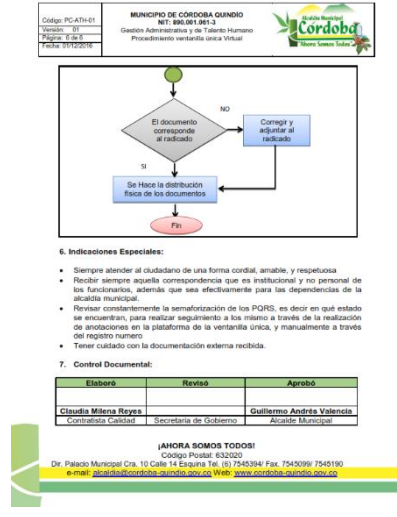 Código: PC-ATH-01
Versión: 01
Página: 6 de 6
Fecha: 01/12/2016
MUNICIPIO DE CÓRDOBA QUINDÍO
NIT: 890.001.061-3
Gestión Administrativa y de Talento Humano
Procedimiento ventanilla única Virtual
Alcaldía Municipal
Córdoba
Ahora Somos Todos
El documento
corresponde
al radicado
NO
Corregir y
adjuntar al
radicado
SI
Se Hace la distribución
física de los documentos
Fin
6. Indicaciones Especiales:
• Siempre atender al ciudadano de una forma cordial, amable, y respetuosa
• Recibir siempre aquella correspondencia que es institucional y no personal de
los funcionarios, además que sea efectivamente para las dependencias de la
alcaldía municipal.
• Revisar constantemente la semaforización de los PQRS, es decir en qué estado
se encuentran, para realizar seguimiento a los mismo a través de la realización
de anotaciones en la plataforma de la ventanilla única, y manualmente a través
del registro numero
• Tener cuidado con la documentación externa recibida.
7. Control Documental:
Elaboró Revisó Aprobó
Claudia Milena Reyes Guillermo Andrés Valencia
Contratista Calidad Secretaria de Gobierno Alcalde Municipal
¡AHORA SOMOS TODOS!
Código Postal: 632020
Dir. Palacio Municipal Cra. 10 Calle 14 Esquina Tel. (6) 7545394/ Fax. 7545099/ 7545190
e-mail: alcaldia@cordoba-quindio.gov.co Web: www.cordoba-quindio.gov.co